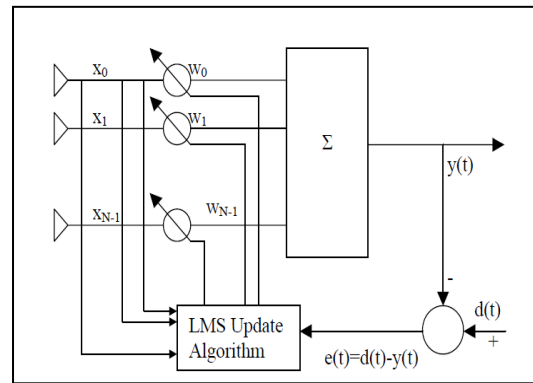 X0 W0
X1 W1
Σ
y(t)
XN-1 WN-1
-
d(t)
+
LMS Update
Algorithm
e(t)=d(t)-y(t)